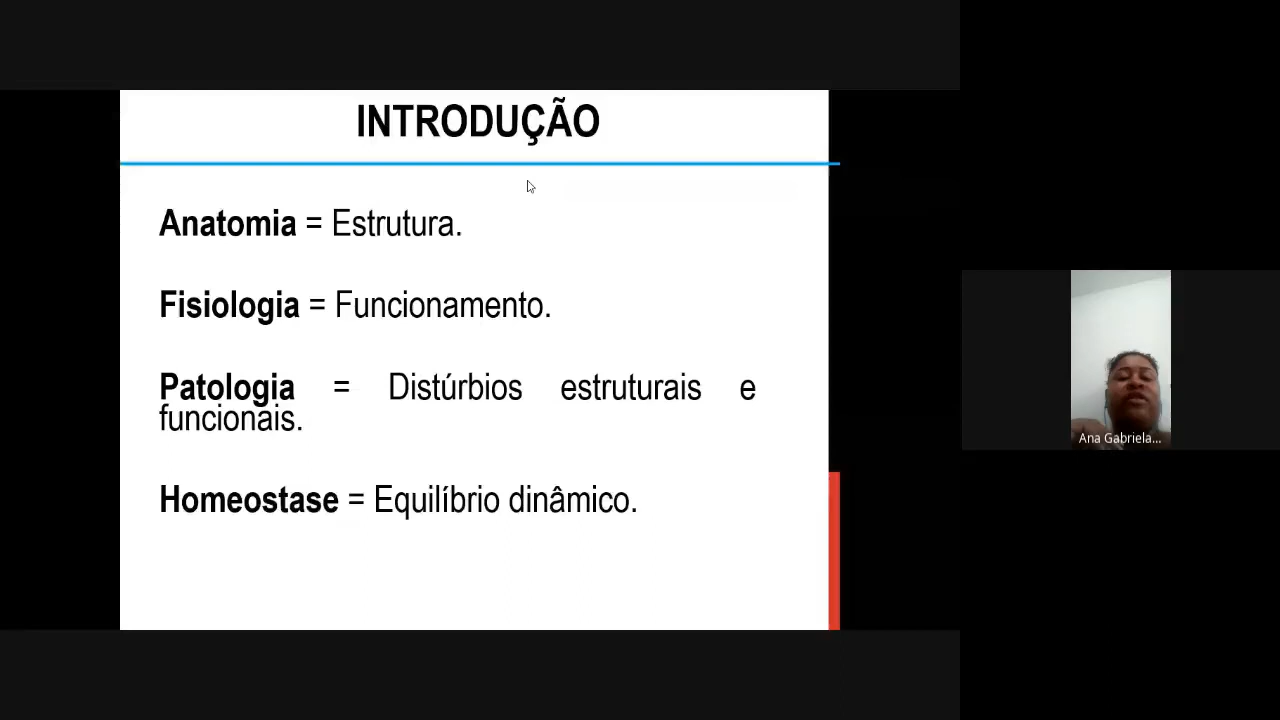 INTRODUÇÃO
Anatomia = Estrutura.
Fisiologia = Funcionamento.
Patologia = Distúrbios estruturais e
funcionais.
Homeostase = Equilíbrio dinâmico.
Ana Gabriela...